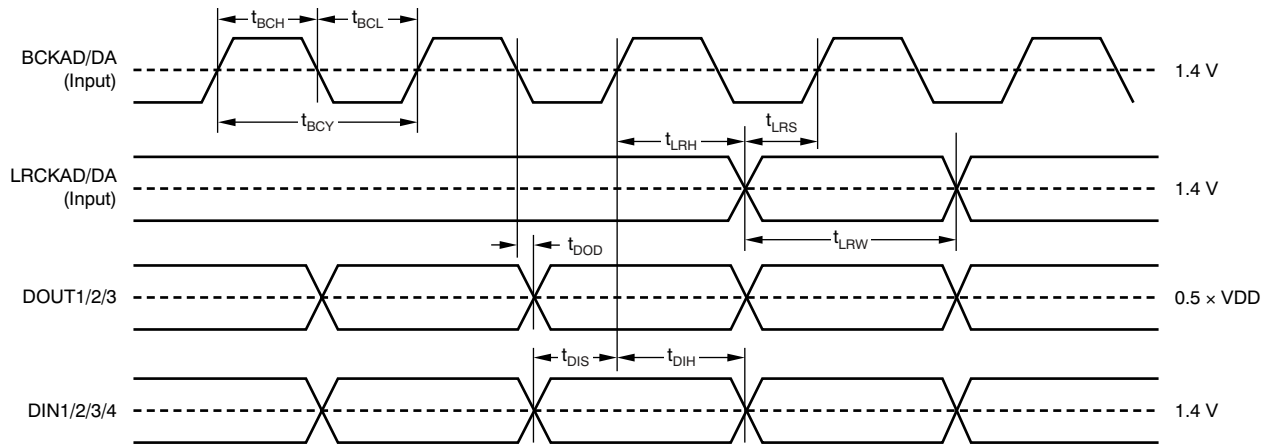 tBCH
tBCL
BCKAD/DA
(Input)
1.4 V
tBCY
tLRH
tLRS
LRCKAD/DA
(Input)
1.4 V
tDOD
tLRW
DOUT1/2/3
0.5 × VDD
tDIS
tDIH
DIN1/2/3/4
1.4 V